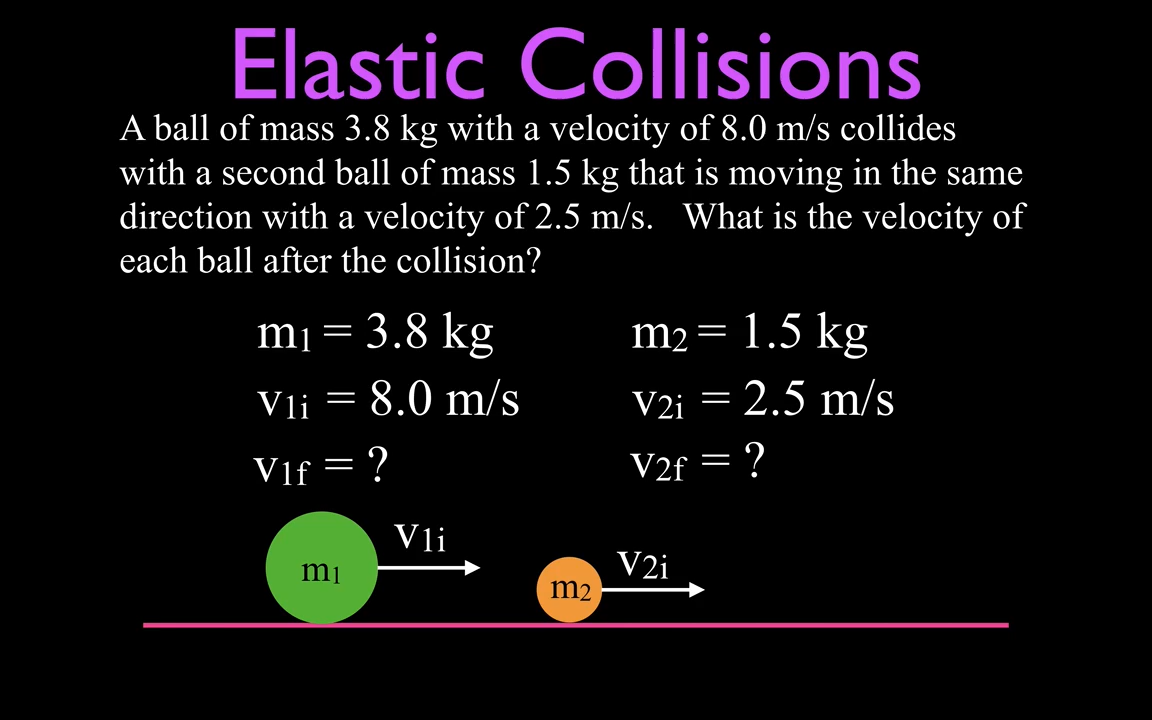 Elastic Collisions
A ball of mass 3.8 kg with a velocity of 8.0 m/s collides
with a second ball of mass 1.5 kg that is moving in the same
direction with a velocity of 2.5 m/s.   What is the velocity of
each ball after the collision?
m1 = 3.8 kg
m2 = 1.5 kg
v1i = 8.0 m/s
v2i = 2.5 m/s
v1f = ?
v2f = ?
v1i
v2i
m1
m2